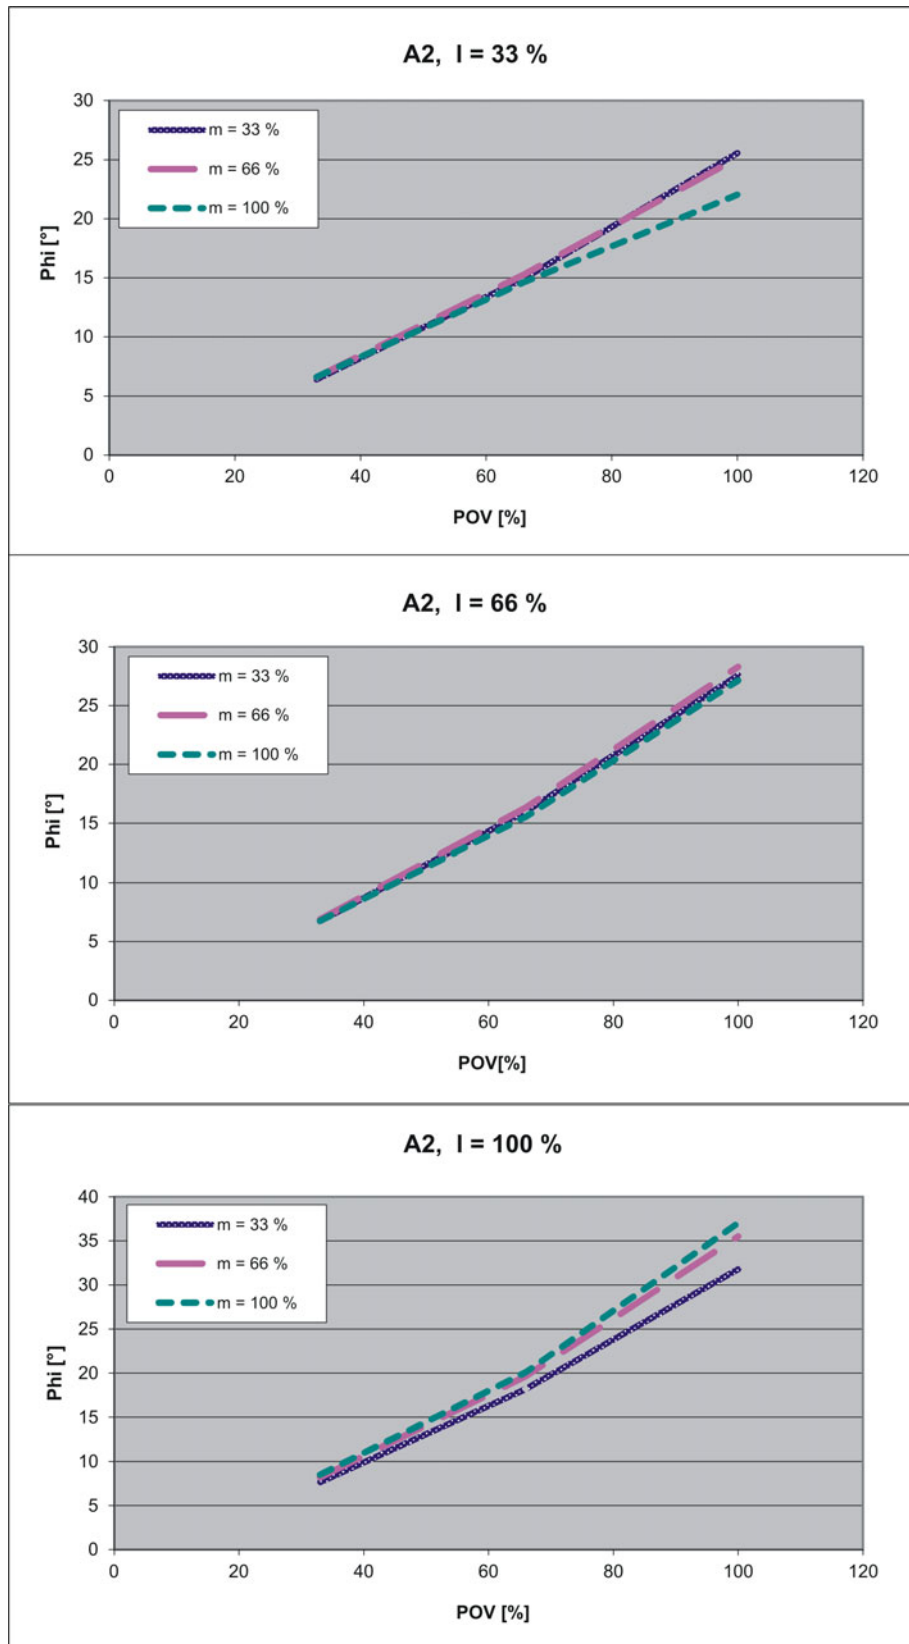 A2, l = 33 %
30
25
20
15
10
5
0
Phi [°]
m = 33 %
m = 66 %
m = 100 %
0 20 40 60 80 100 120
POV [%]
A2, l = 66 %
30
25
20
15
10
5
0
Phi [°]
m = 33 %
m = 66 %
m = 100 %
0 20 40 60 80 100 120
POV[%]
A2, l = 100 %
40
35
30
25
20
15
10
5
0
Phi [°]
m = 33 %
m = 66 %
m = 100 %
0 20 40 60 80 100 120
POV [%]